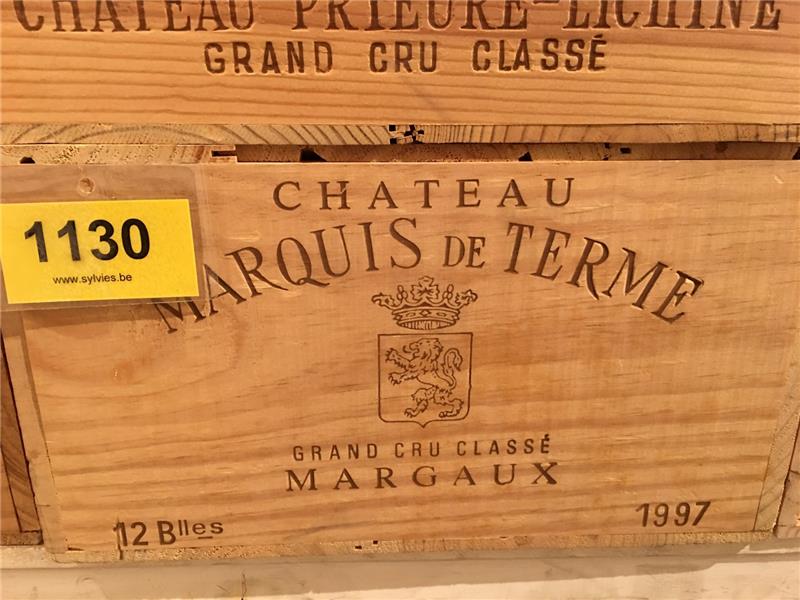 CHATEAU PRIEURÉ-LICHINE
GRAND CRU CLASSÉ
1130
www.sylvies.be
CHATEAU
MARQUIS DE TERME
GRAND CRU CLASSÉ
MARGAUX
12 Blles
1997